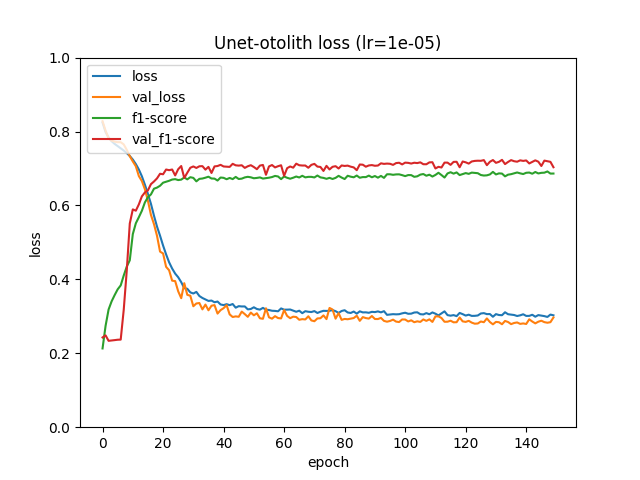 Unet-otolith loss (lr=1e-05)
1.0
0.8
0.6
0.4
0.2
0.0
loss
loss
val_loss
f1-score
val_f1-score
0 20 40 60 80 100 120 140
epoch